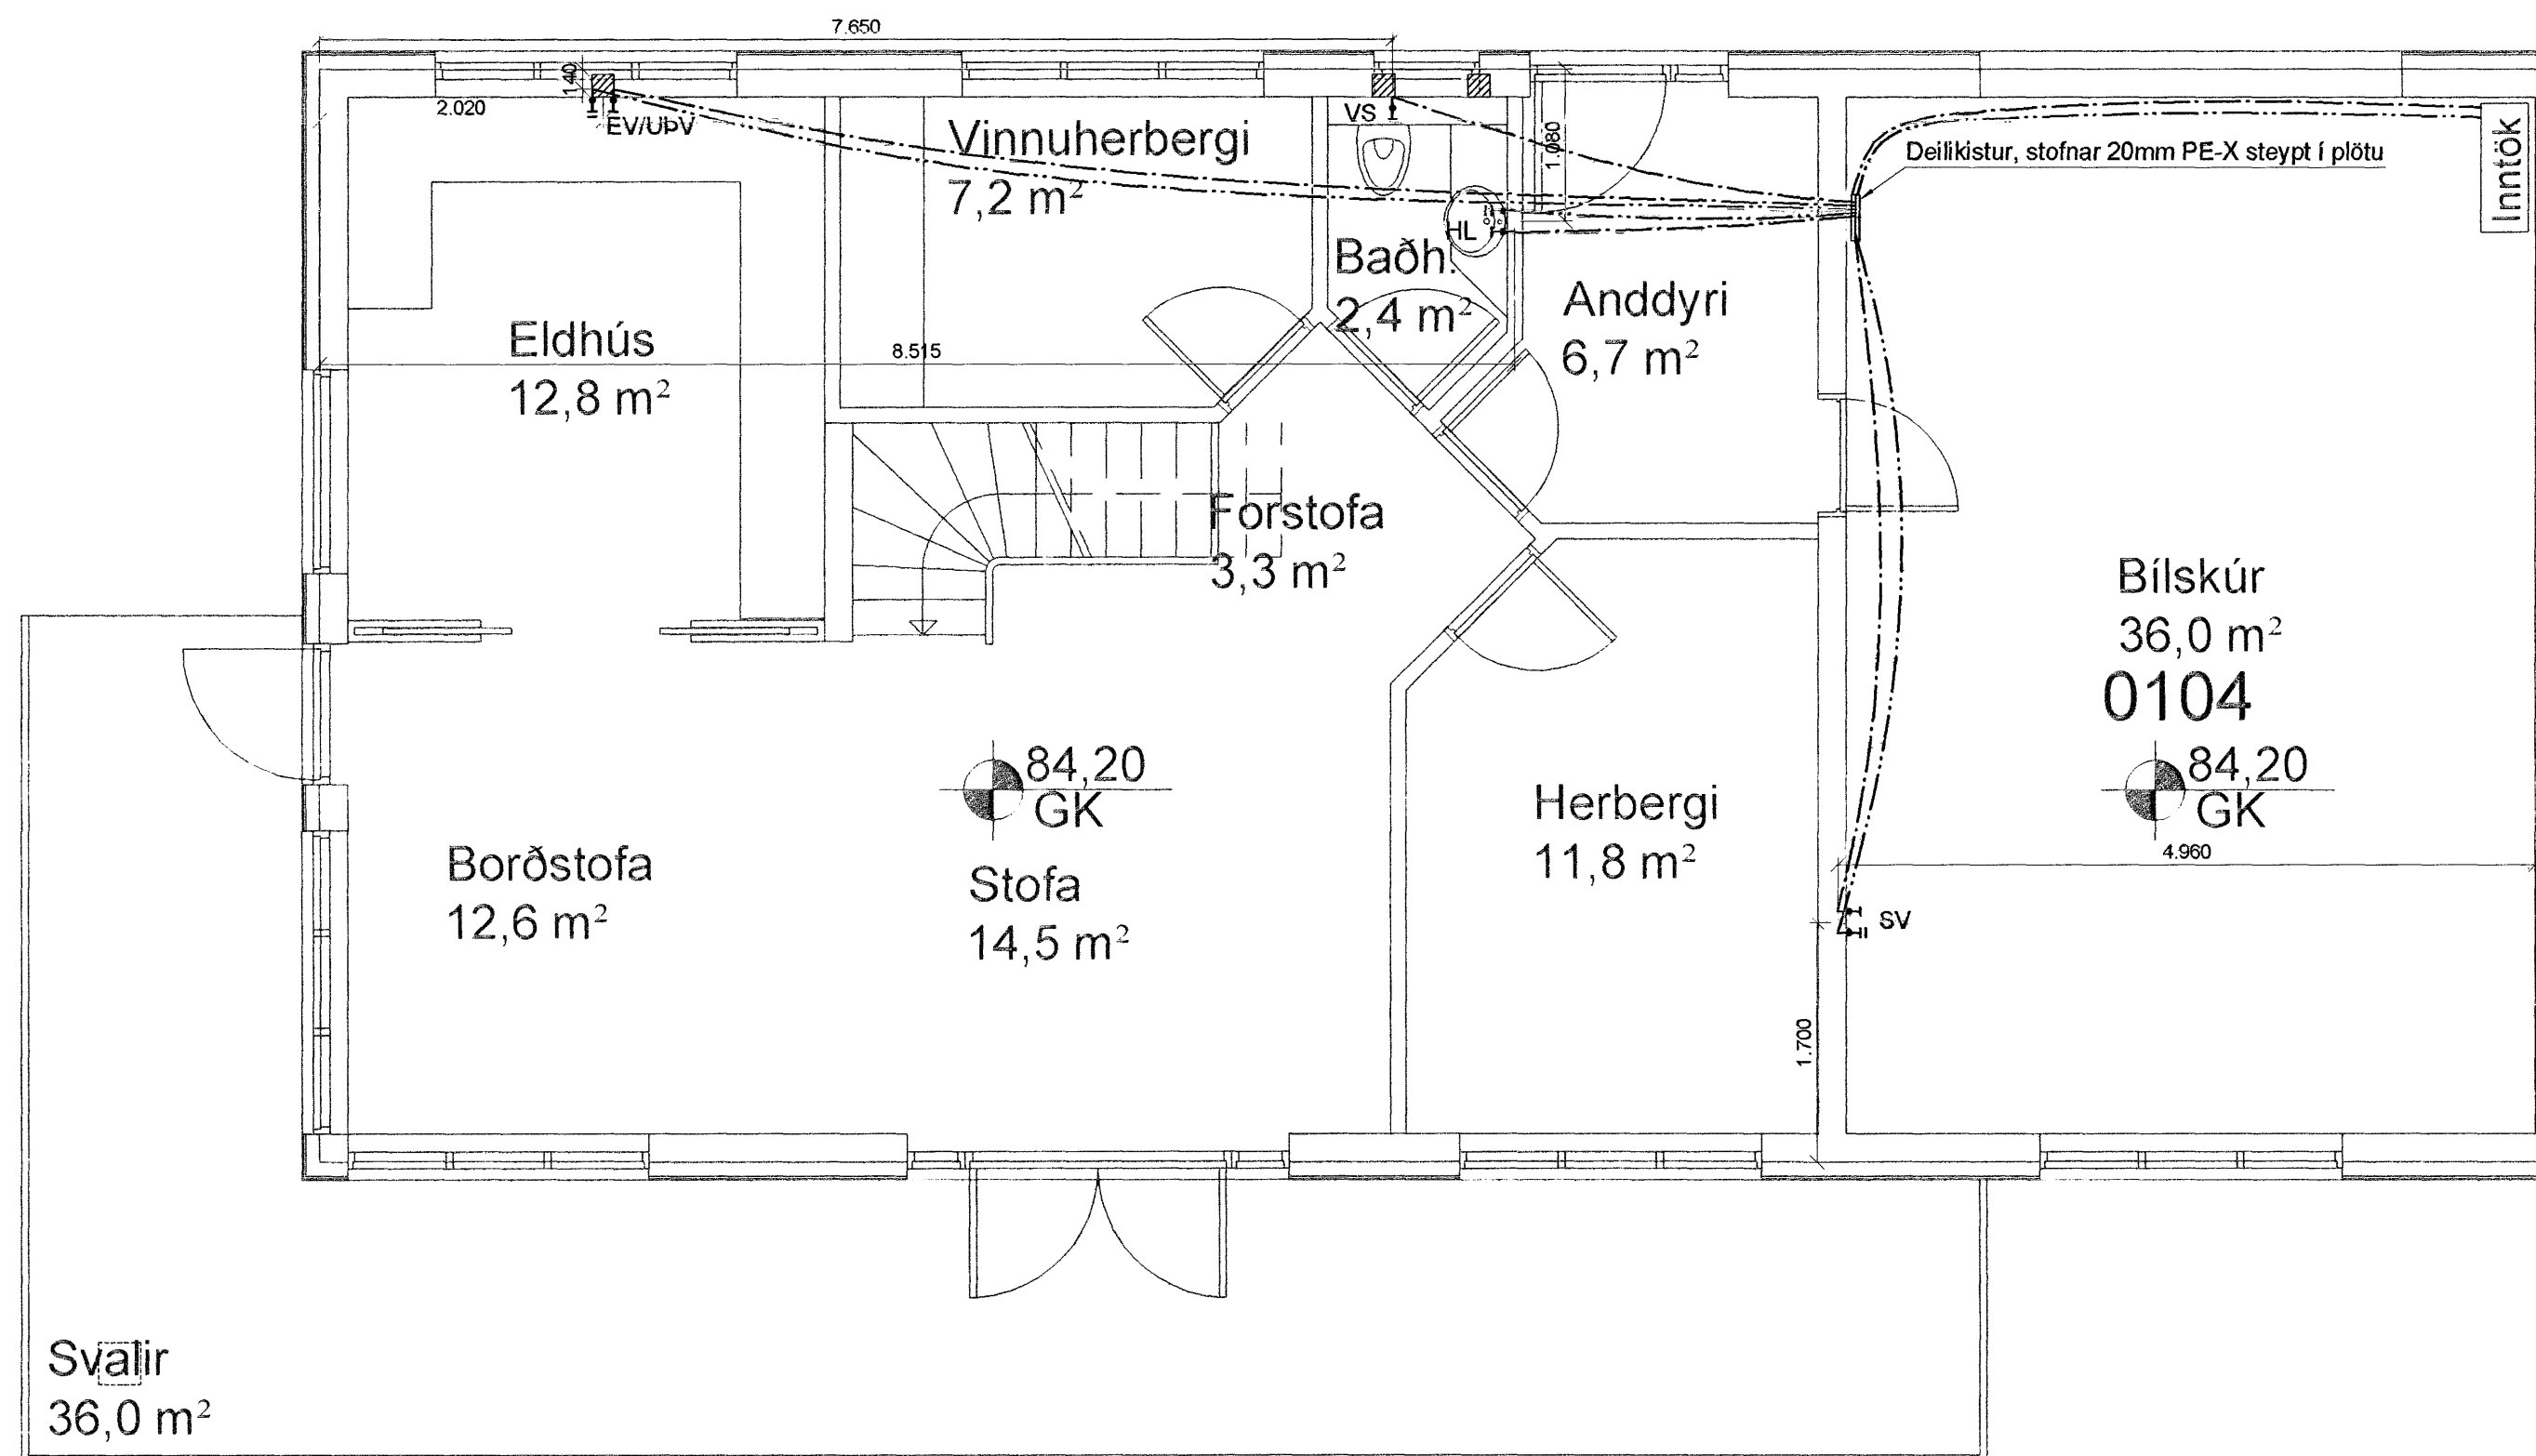 7.650
140
2.020
EV/UÞV
VS
Vinnuherbergi
7,2 m²
1.080
Deilikistur, stofnar 20mm PE-X steypt í plötu
Inntök
HL
Baðh.
2,4 m²
Anddyri
6,7 m²
Eldhús
12,8 m²
8.515
Forstofa
3,3 m²
Bílskúr
36,0 m²
0104
84,20
GK
84,20
GK
Herbergi
11,8 m²
4.960
Borðstofa
12,6 m²
Stofa
14,5 m²
SV
1.700
Svalir
36,0 m²